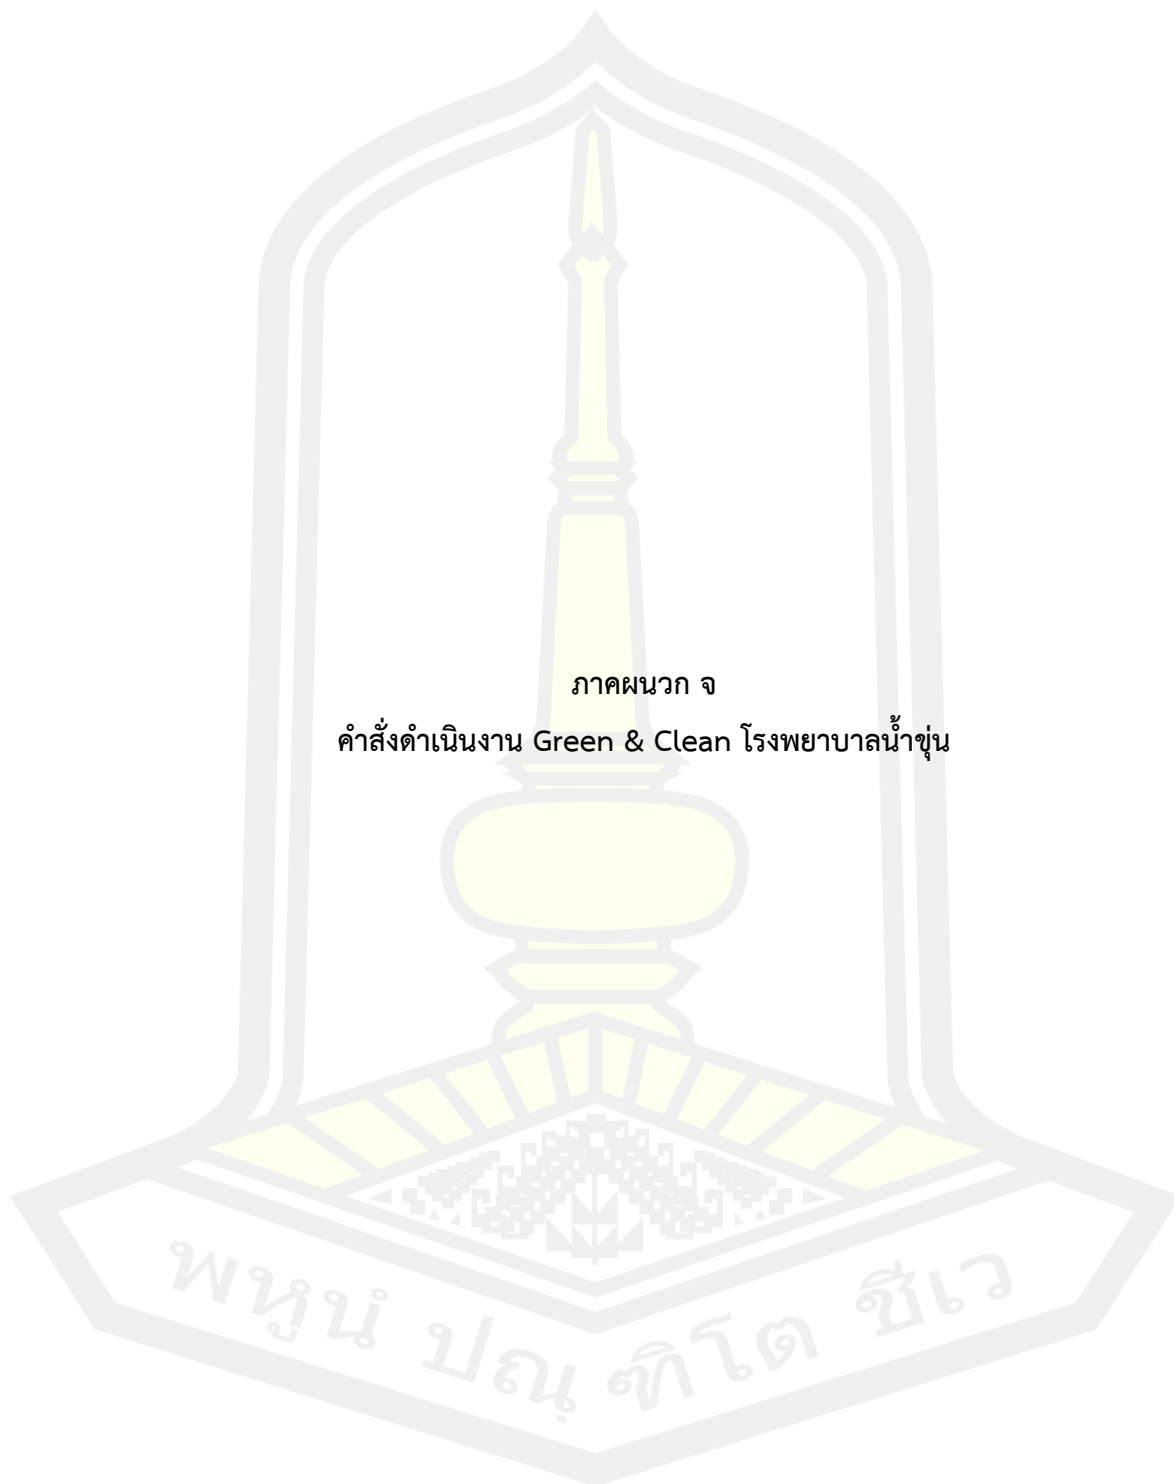 ภาคผนวก จ
คำสั่งดำเนินงาน Green & Clean โรงพยาบาลน้ำขุ่น
พหูนํ ปณฺฑิโต ชีเว